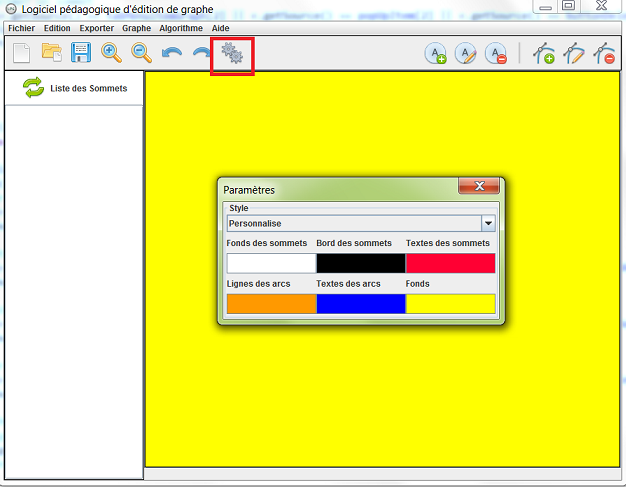 Logiciel pédagogique d'édition de graphe
Fichier Edition Exporter Graphe Algorithme Aide
A A A
Liste des Sommets
Paramètres
Style
Personnalise
Fonds des sommets Bord des sommets Textes des sommets
Lignes des arcs Textes des arcs Fonds